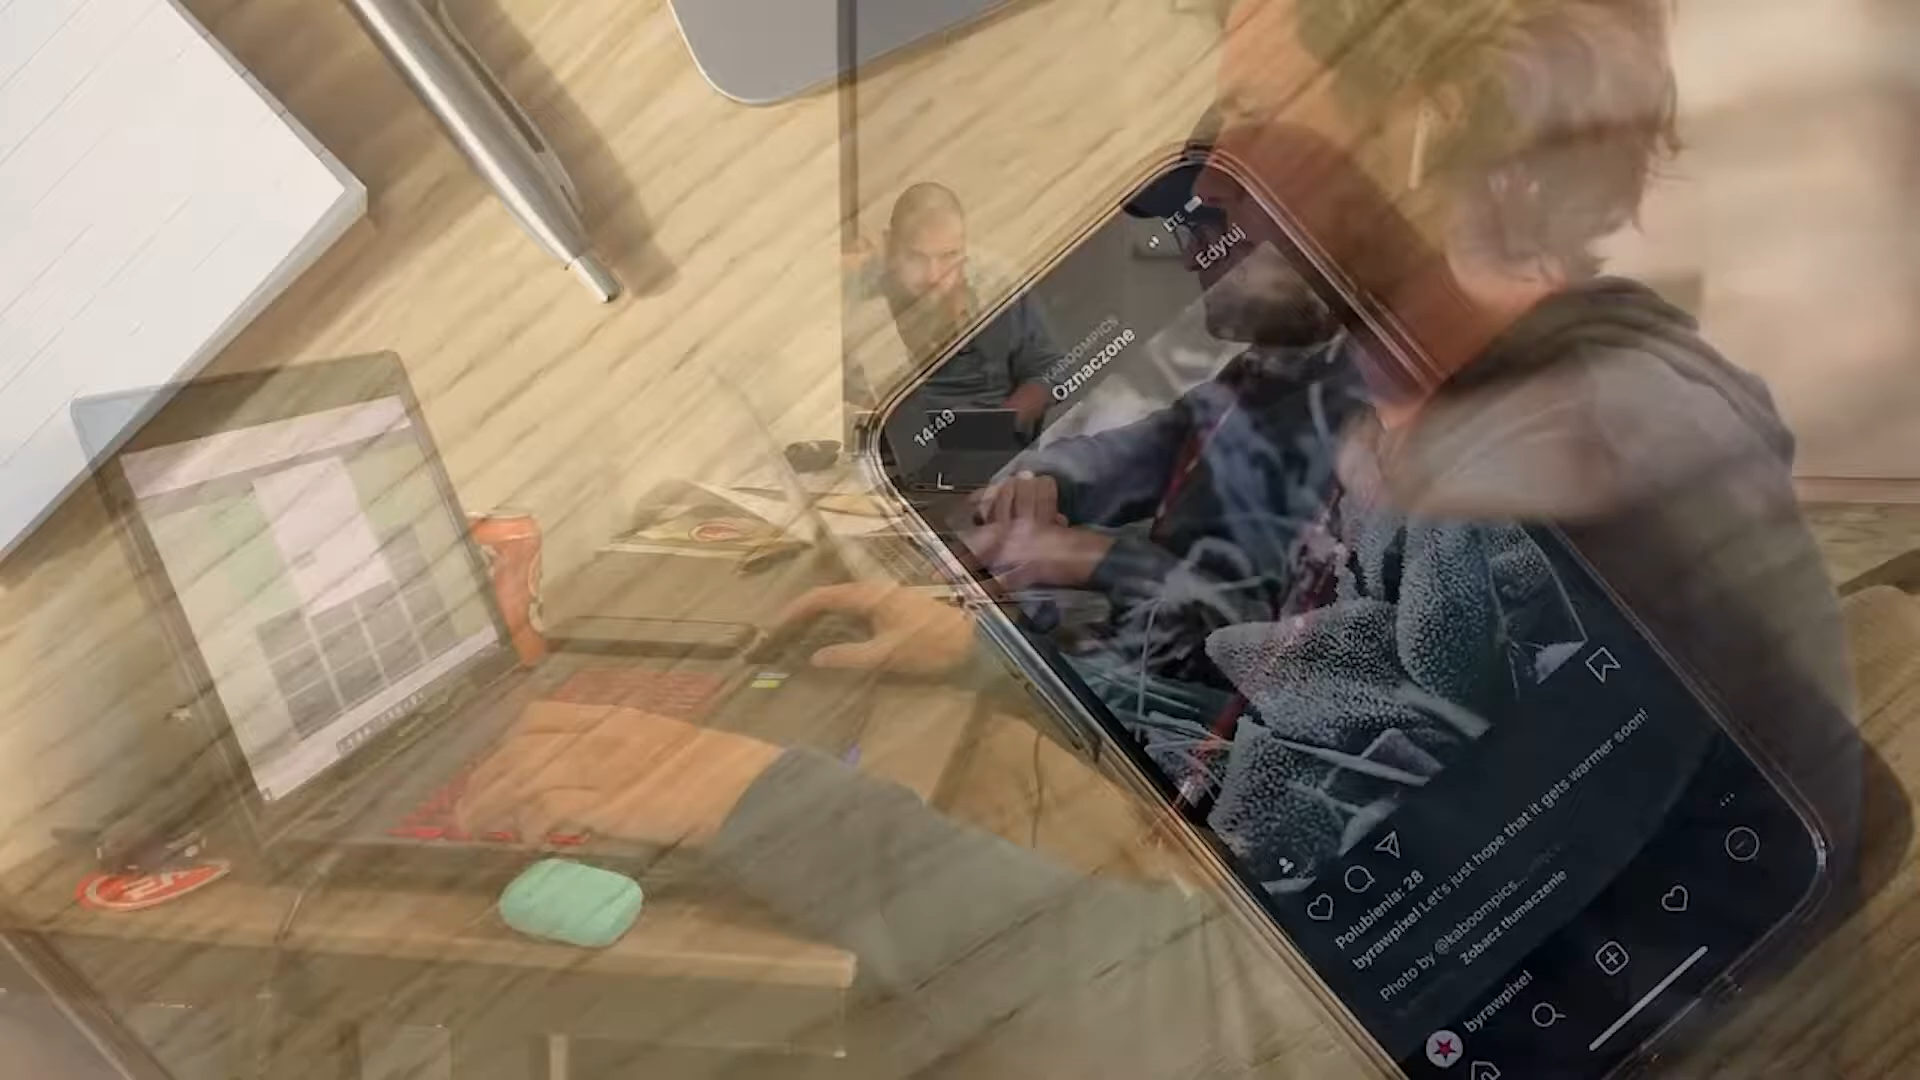 14:49
LTE
KABOOMPICS
Oznaczone
Edytuj
Polubienia: 28
byrawpixel Let's just hope that it gets warmer soon!
Photo by @kaboompics...
Zobacz tłumaczenie
byrawpixel